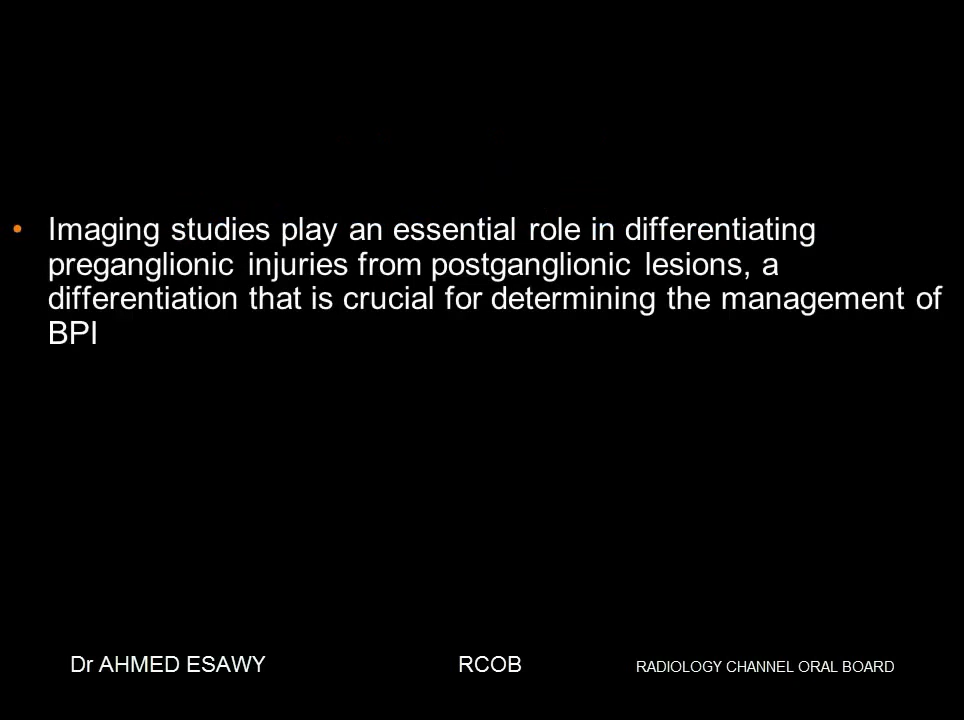 • Imaging studies play an essential role in differentiating
preganglionic injuries from postganglionic lesions, a
differentiation that is crucial for determining the management of
BPI
Dr AHMED ESAWY RCOB RADIOLOGY CHANNEL ORAL BOARD